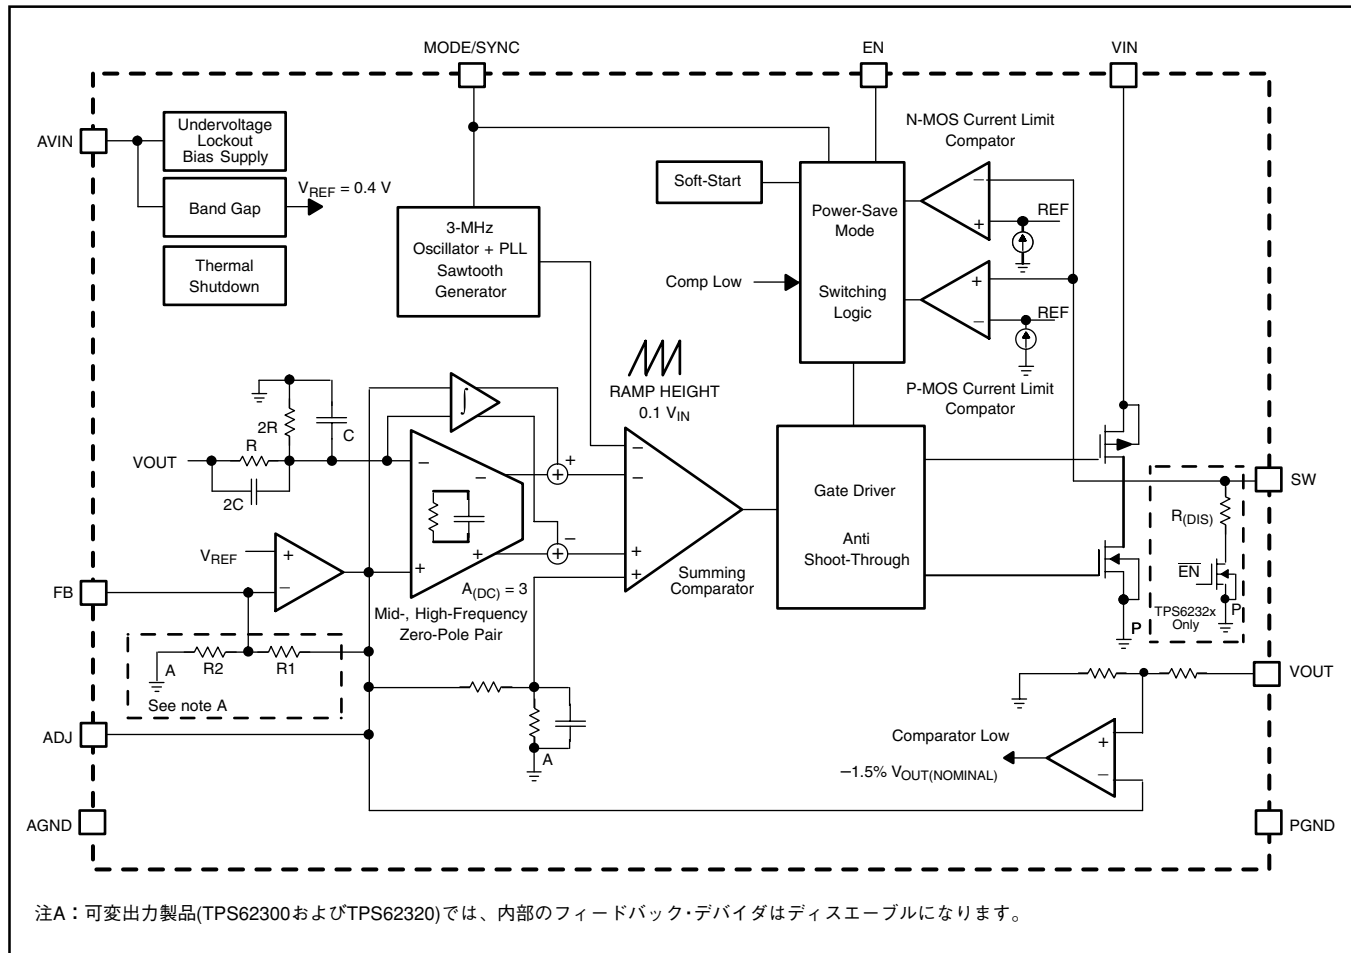 MODE/SYNC
EN
VIN
AVIN
Undervoltage
Lockout
Bias Supply
Band Gap
VREF = 0.4 V
Thermal
Shutdown
3-MHz
Oscillator + PLL
Sawtooth
Generator
Soft-Start
Power-Save
Mode
Switching
Logic
Comp Low
N-MOS Current Limit
Compator
− + REF
+ − REF
P-MOS Current Limit
Compator
RAMP HEIGHT
0.1 VIN
∫
2R
C
R
VOUT
2C
VREF
+ −
FB
− + − +
+ −
+ +
A(DC) = 3
Mid-, High-Frequency
Zero-Pole Pair
− − + +
Summing
Comparator
Gate Driver
Anti
Shoot-Through
SW
R(DIS)
EN
P
TPS6232x
Only
P
A
R2
R1
See note A
ADJ
A
VOUT
Comparator Low
−1.5% VOUT(NOMINAL)
+ −
AGND
PGND
注A：可変出力製品(TPS62300およびTPS62320)では、内部のフィードバック･デバイダはディスエーブルになります。